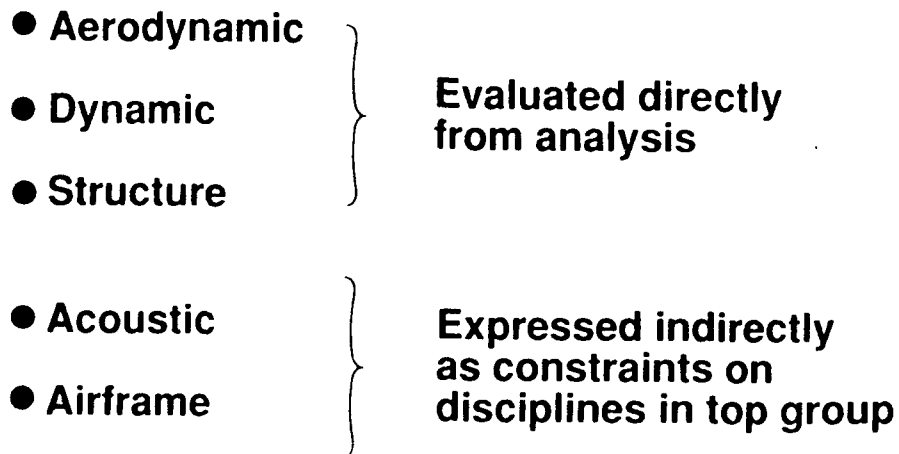 ● Aerodynamic
● Dynamic
● Structure
Evaluated directly
from analysis
● Acoustic
● Airframe
Expressed indirectly
as constraints on
disciplines in top group